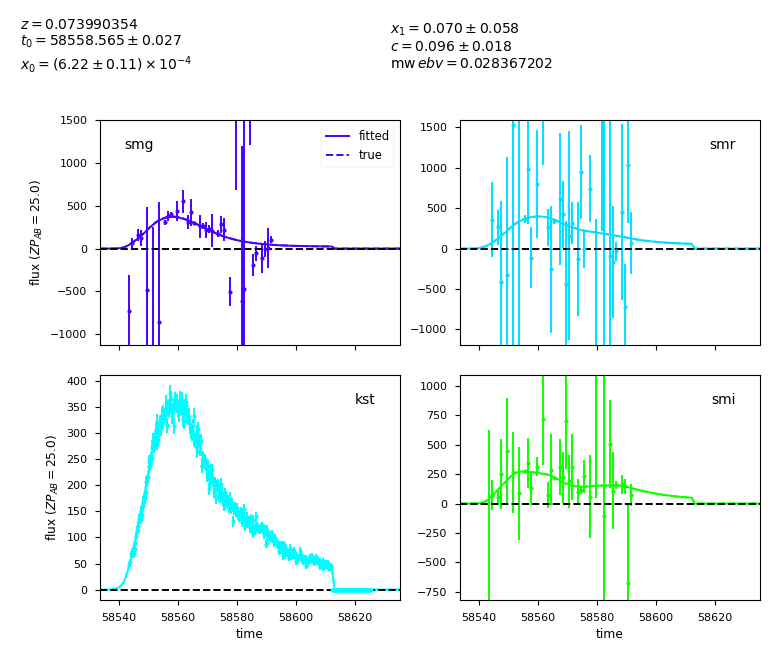 z = 0.073990354
t₀ = 58558.565 ± 0.027
x₀ = (6.22 ± 0.11) × 10⁻⁴
x₁ = 0.070 ± 0.058
c = 0.096 ± 0.018
mw ebv = 0.028367202
smg
fitted
true
1500
1000
500
0
−500
−1000
flux (ZP_AB = 25.0)
smr
1500
1000
500
0
−500
−1000
kst
400
350
300
250
200
150
100
50
0
flux (ZP_AB = 25.0)
58540 58560 58580 58600 58620
time
smi
1000
750
500
250
0
−250
−500
−750
58540 58560 58580 58600 58620
time